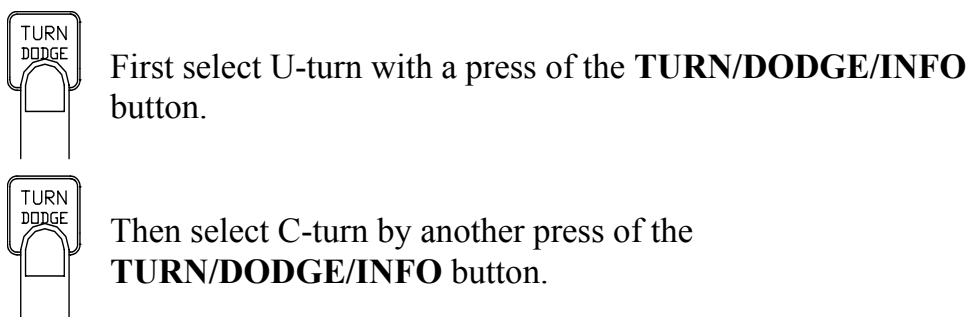 TURN
DODGE
First select U-turn with a press of the TURN/DODGE/INFO
button.
TURN
DODGE
Then select C-turn by another press of the
TURN/DODGE/INFO button.